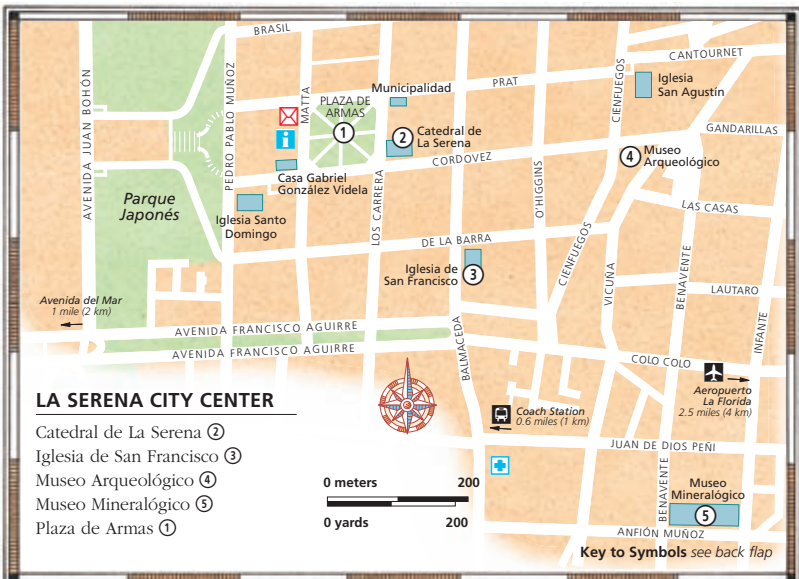 BRASIL
CANTOURNET
PRAT
Municipalidad
PLAZA DE
ARMAS
①
MATTA
PEDRO PABLO MUÑOZ
AVENIDA JUAN BOHÓN
CIENFUEGOS
Iglesia
San Agustín
GANDARILLAS
②
Catedral de
La Serena
CORDOVEZ
④
Museo
Arqueológico
i
Casa Gabriel
González Videla
Parque
Japonés
Iglesia Santo
Domingo
LOS CARRERA
O'HIGGINS
LAS CASAS
DE LA BARRA
Iglesia de
San Francisco
③
CIENFUEGOS
VICUÑA
BENAVENTE
LAUTARO
INFANTE
Avenida del Mar
1 mile (2 km)
AVENIDA FRANCISCO AGUIRRE
AVENIDA FRANCISCO AGUIRRE
BALMACEDA
COLO COLO
Aeropuerto
La Florida
2.5 miles (4 km)
Coach Station
0.6 miles (1 km)
JUAN DE DIOS PEÑI
BENAVENTE
Museo
Mineralógico
⑤
ANFIÓN MUÑOZ
LA SERENA CITY CENTER
Catedral de La Serena ②
Iglesia de San Francisco ③
Museo Arqueológico ④
Museo Mineralógico ⑤
Plaza de Armas ①
0 meters 200
0 yards 200
Key to Symbols see back flap